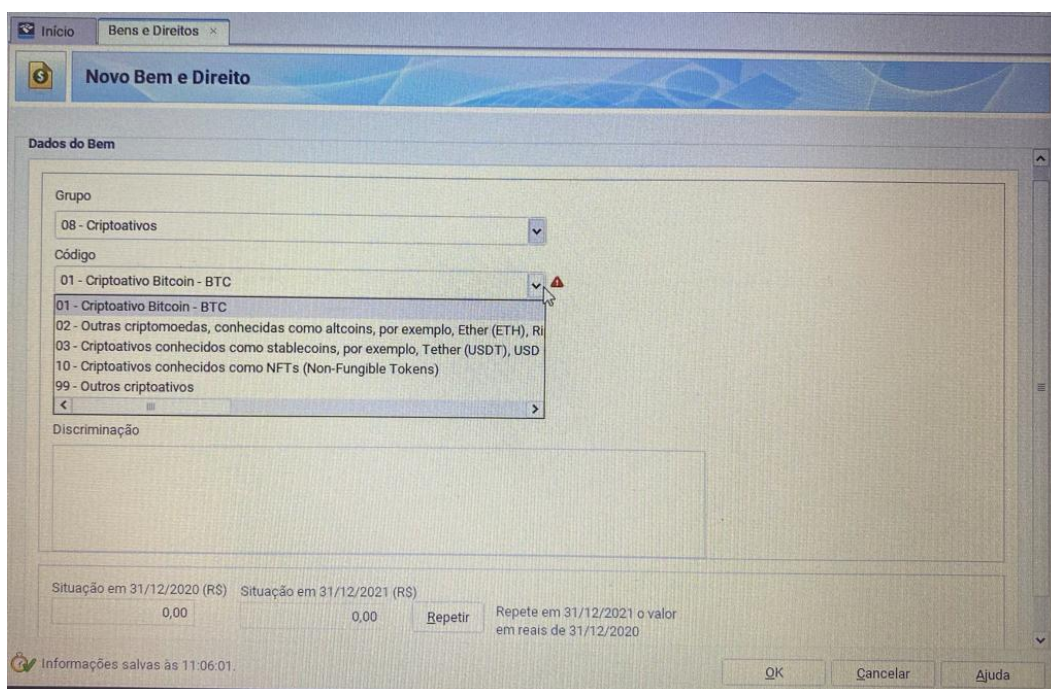 Início
Bens e Direitos ×
Novo Bem e Direito
Dados do Bem
Grupo
08 - Criptoativos
Código
01 - Criptoativo Bitcoin - BTC
01 - Criptoativo Bitcoin - BTC
02 - Outras criptomoedas, conhecidas como altcoins, por exemplo, Ether (ETH), Ri
03 - Criptoativos conhecidos como stablecoins, por exemplo, Tether (USDT), USD
10 - Criptoativos conhecidos como NFTs (Non-Fungible Tokens)
99 - Outros criptoativos
Discriminação
Situação em 31/12/2020 (R$) Situação em 31/12/2021 (R$)
0,00 0,00 Repetir Repete em 31/12/2021 o valor
em reais de 31/12/2020
Informações salvas às 11:06:01.
OK Cancelar Ajuda